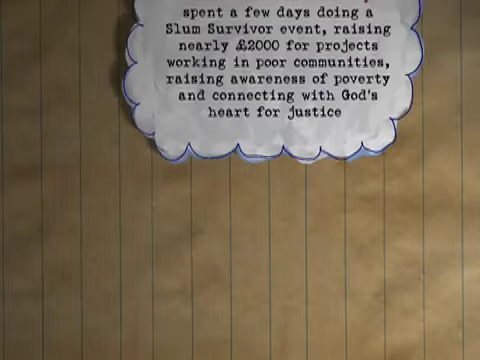 spent a few days doing a
Slum Survivor event, raising
nearly £2000 for projects
working in poor communities,
raising awareness of poverty
and connecting with God's
heart for justice